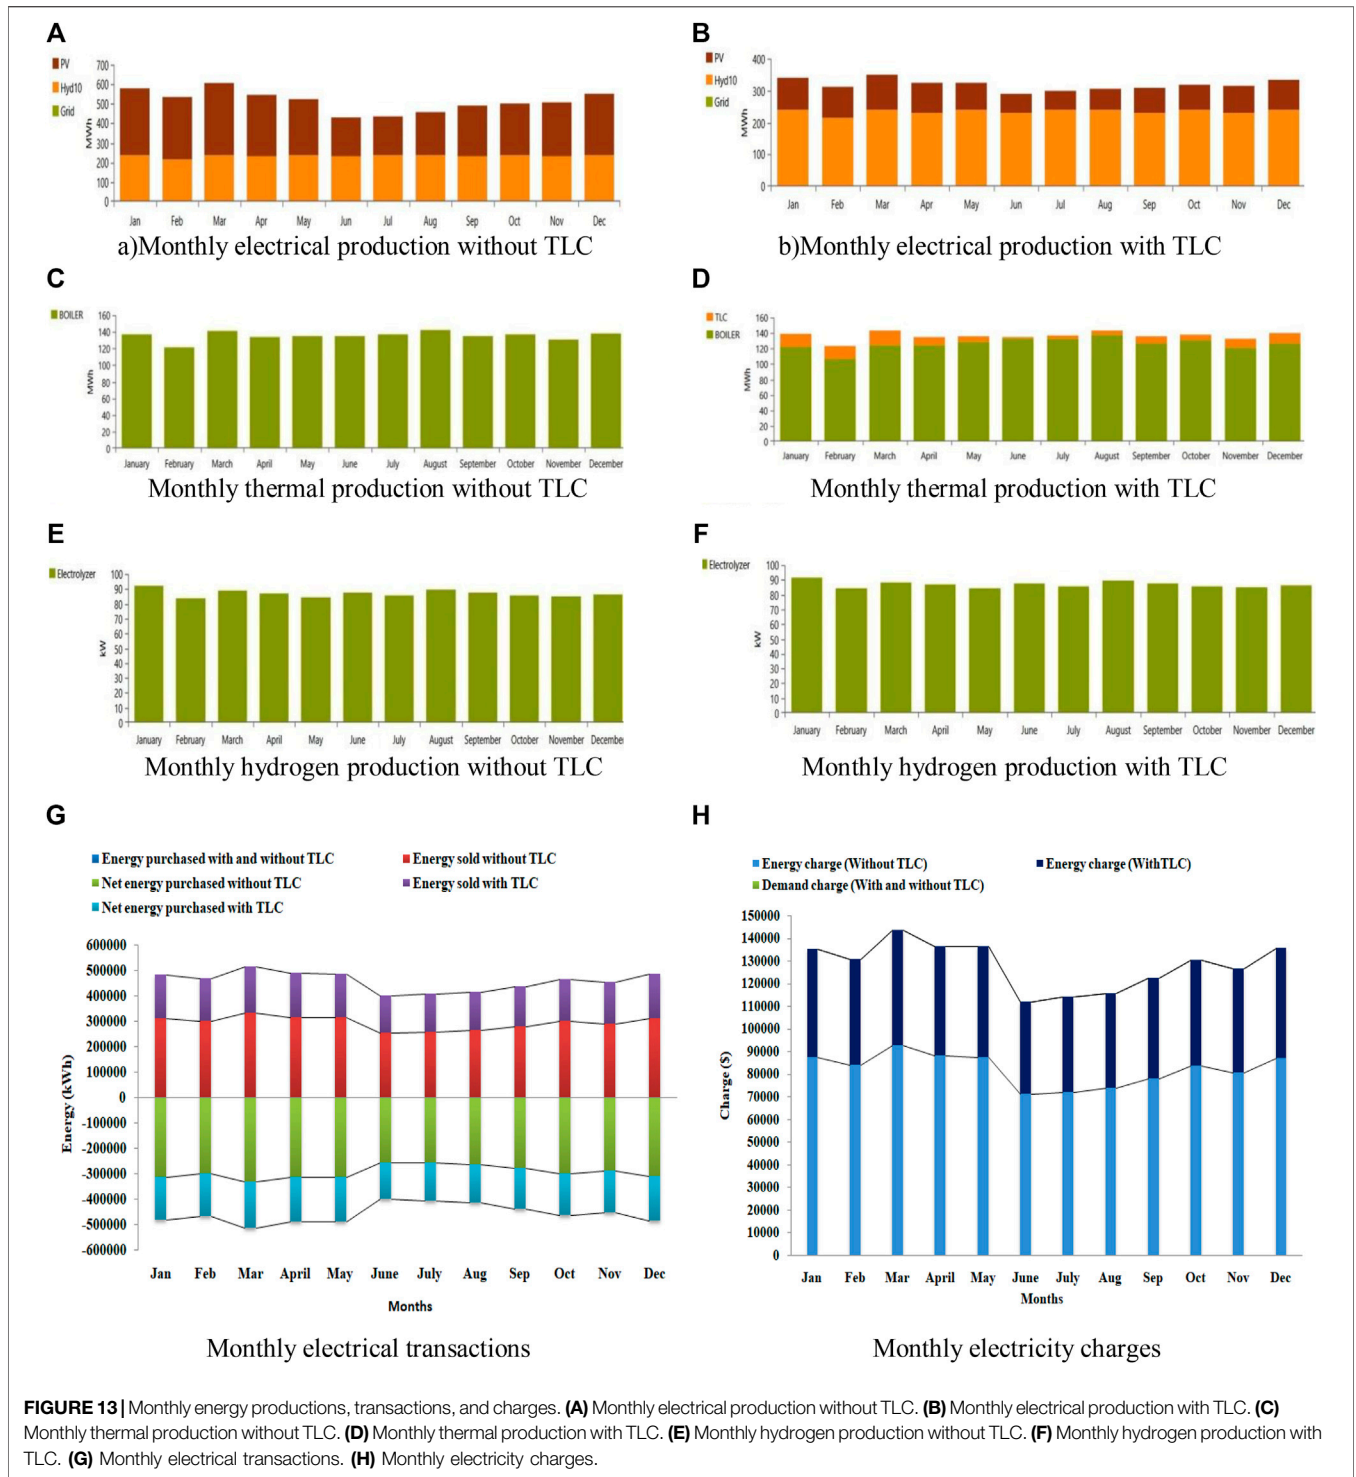 A
PV
Hyd10
Grid
MWh
700
600
500
400
300
200
100
0
Jan Feb Mar Apr May Jun Jul Aug Sep Oct Nov Dec
a)Monthly electrical production without TLC
B
PV
Hyd10
Grid
MWh
400
300
200
100
0
Jan Feb Mar Apr May Jun Jul Aug Sep Oct Nov Dec
b)Monthly electrical production with TLC
C
BOILER
MWh
160
140
120
100
80
60
40
20
0
January February March April May June July August September October November December
Monthly thermal production without TLC
D
TLC
BOILER
MWh
160
140
120
100
80
60
40
20
0
January February March April May June July August September October November December
Monthly thermal production with TLC
E
Electrolyzer
kW
100
90
80
70
60
50
40
30
20
10
0
January February March April May June July August September October November December
Monthly hydrogen production without TLC
F
Electrolyzer
kW
100
90
80
70
60
50
40
30
20
10
0
January February March April May June July August September October November December
Monthly hydrogen production with TLC
G
Energy purchased with and without TLC
Energy sold without TLC
Net energy purchased without TLC
Energy sold with TLC
Net energy purchased with TLC
Energy (kWh)
600000
500000
400000
300000
200000
100000
0
-100000
-200000
-300000
-400000
-500000
-600000
Jan Feb Mar April May June July Aug Sep Oct Nov Dec
Months
Monthly electrical transactions
H
Energy charge (Without TLC)
Energy charge (WithTLC)
Demand charge (With and without TLC)
Charge ($)
150000
140000
130000
120000
110000
100000
90000
80000
70000
60000
50000
40000
30000
20000
10000
0
Jan Feb Mar April May June July Aug Sep Oct Nov Dec
Months
Monthly electricity charges
FIGURE 13 | Monthly energy productions, transactions, and charges. (A) Monthly electrical production without TLC. (B) Monthly electrical production with TLC. (C)
Monthly thermal production without TLC. (D) Monthly thermal production with TLC. (E) Monthly hydrogen production without TLC. (F) Monthly hydrogen production with
TLC. (G) Monthly electrical transactions. (H) Monthly electricity charges.